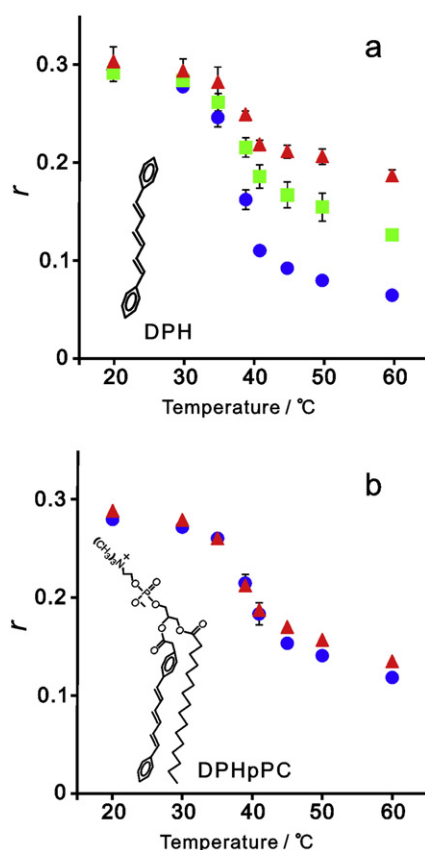 a
0.3
0.2
r
0.1
0
DPH
20 30 40 50 60
Temperature / °C
b
0.3
(CH₃)₃N⁺
O
O P O
O
O O
O O
0.2
r
0.1
0
DPHpPC
20 30 40 50 60
Temperature / °C